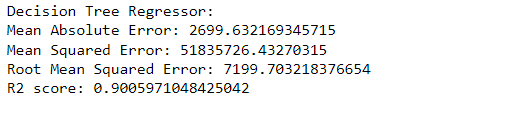 Decision Tree Regressor:
Mean Absolute Error: 2699.632169345715
Mean Squared Error: 51835726.43270315
Root Mean Squared Error: 7199.703218376654
R2 score: 0.9005971048425042